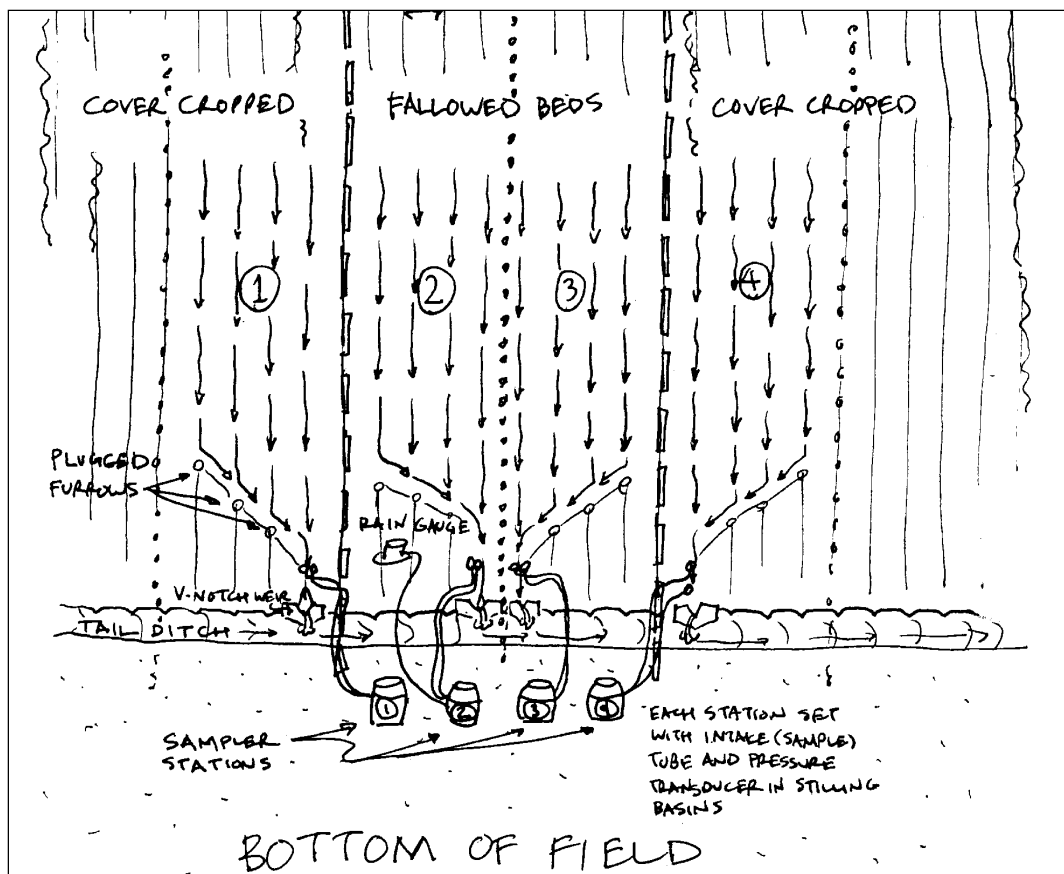 COVER CROPPED
FALLOWED BEDS
COVER CROPPED
1
2
3
4
PLUGGED
FURROWS
RAIN GAUGE
V-NOTCH WEIR
TAIL DITCH
1
2
3
4
SAMPLER
STATIONS
EACH STATION SET
WITH INTAKE (SAMPLE)
TUBE AND PRESSURE
TRANSDUCER IN STILLING
BASINS
BOTTOM OF FIELD